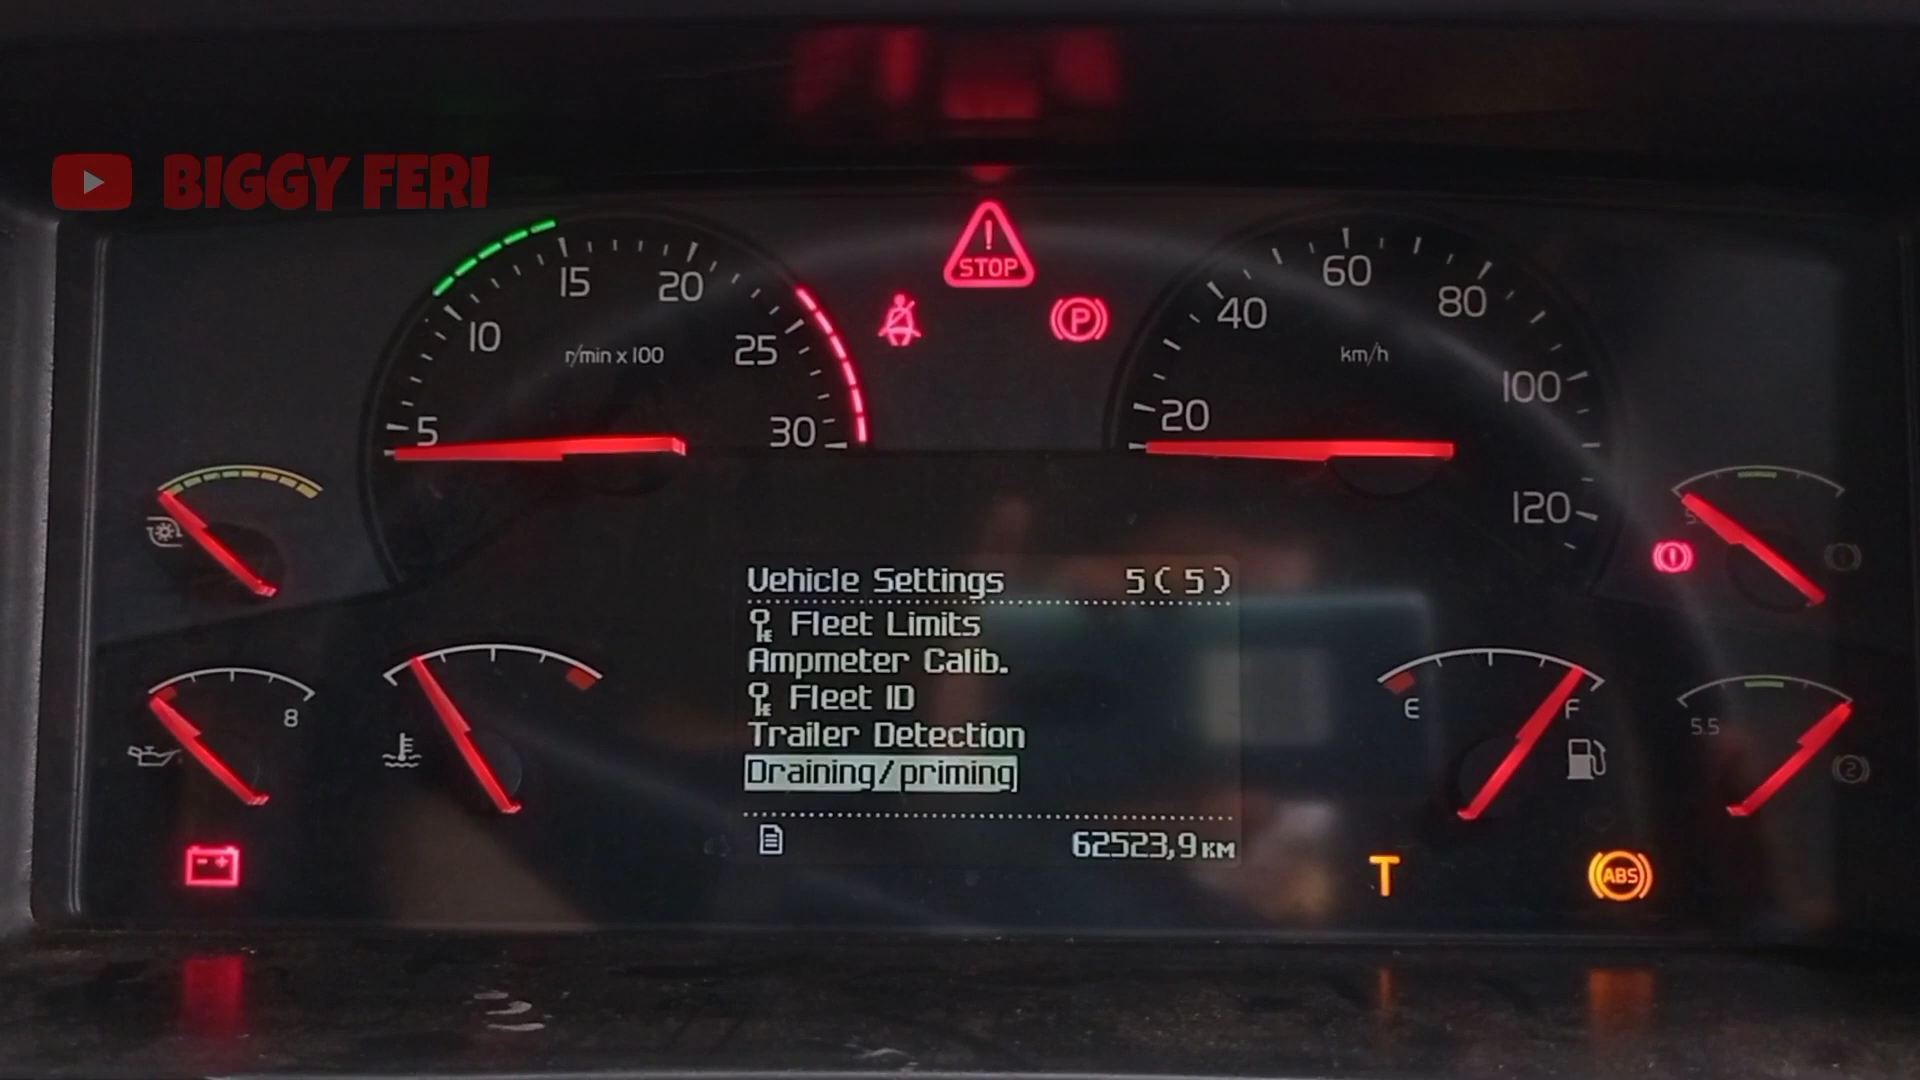 BIGGY FERI
STOP
P
5
10
15
20
25
30
r/min x 100
20
40
60
80
100
120
km/h
8
Vehicle Settings 5(5)
Fleet Limits
Ampmeter Calib.
Fleet ID
Trailer Detection
Draining/priming
62523,9 км
E
F
5.5
2
T
ABS